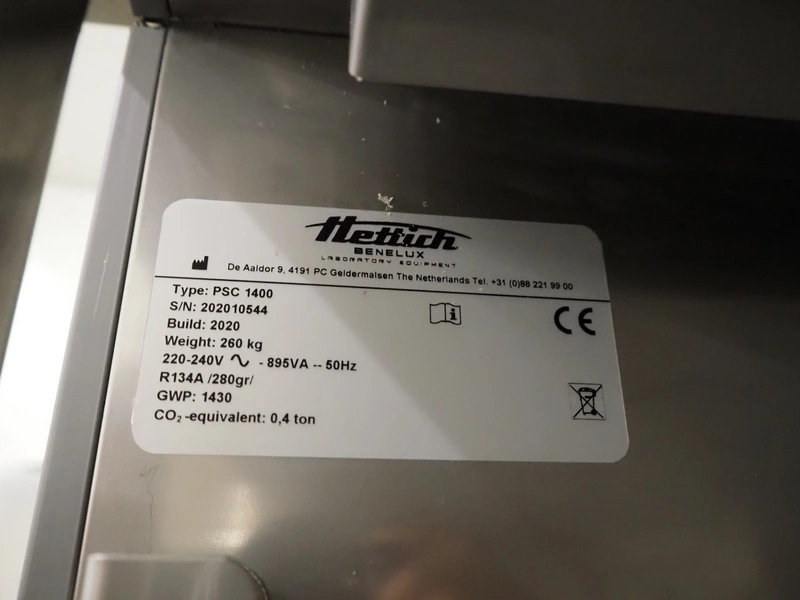 Hettich
BENELUX
LABORATORY EQUIPMENT
De Aaldor 9, 4191 PC Geldermalsen The Netherlands Tel. +31 (0)88 221 99 00
Type: PSC 1400
S/N: 202010544
Build: 2020
Weight: 260 kg
220-240V ∿ - 895VA -- 50Hz
R134A /280gr/
GWP: 1430
CO₂-equivalent: 0,4 ton
i
CE